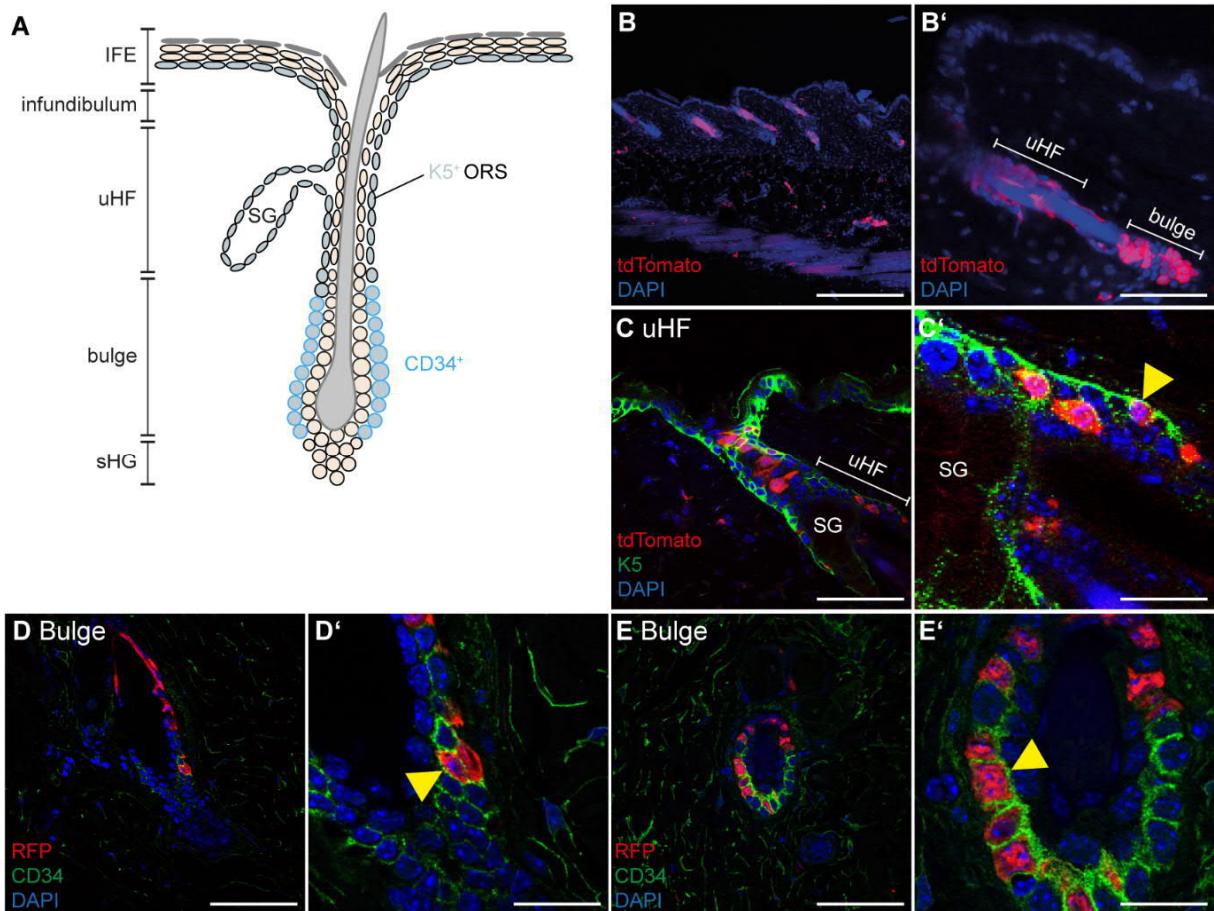 A
IFE
infundibulum
uHF
SG
K5⁺ ORS
bulge
CD34⁺
sHG
B
tdTomato
DAPI
B'
uHF
bulge
tdTomato
DAPI
C uHF
uHF
SG
tdTomato
K5
DAPI
C'
SG
D Bulge
RFP
CD34
DAPI
D'
E Bulge
RFP
CD34
DAPI
E'